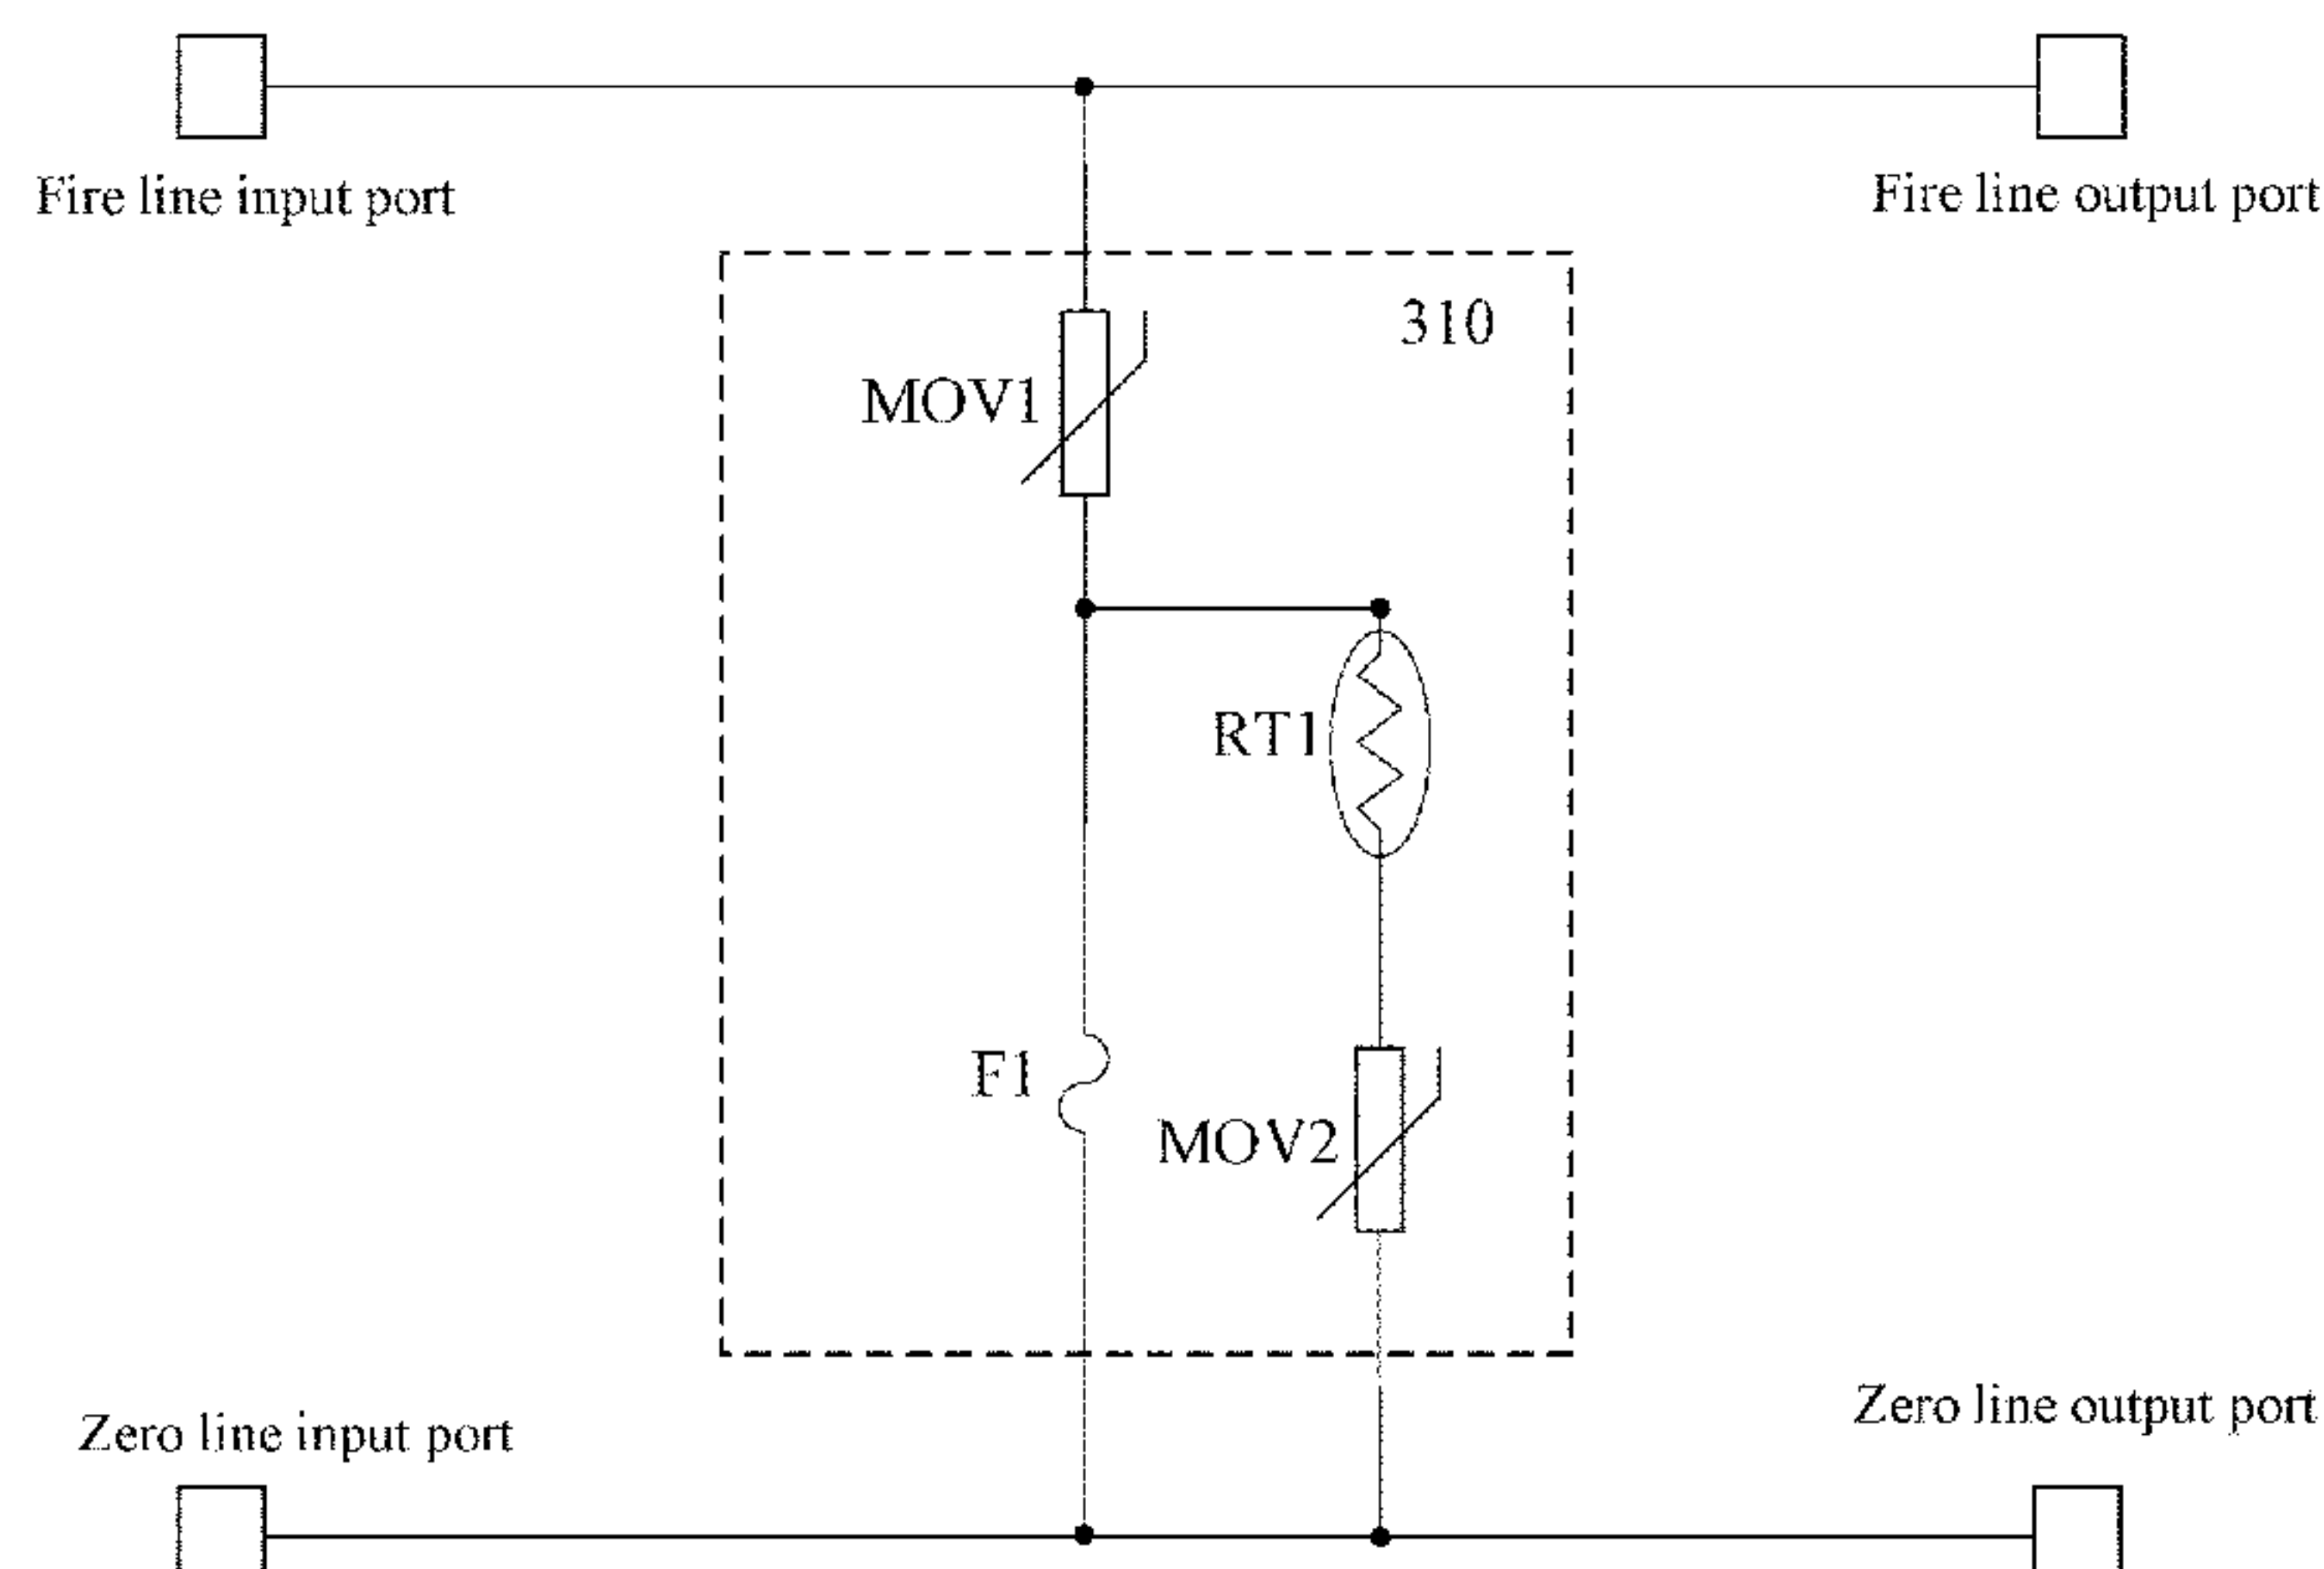 Fire line input port
Fire line output port
310
MOV1
RT1
F1
MOV2
Zero line input port
Zero line output port